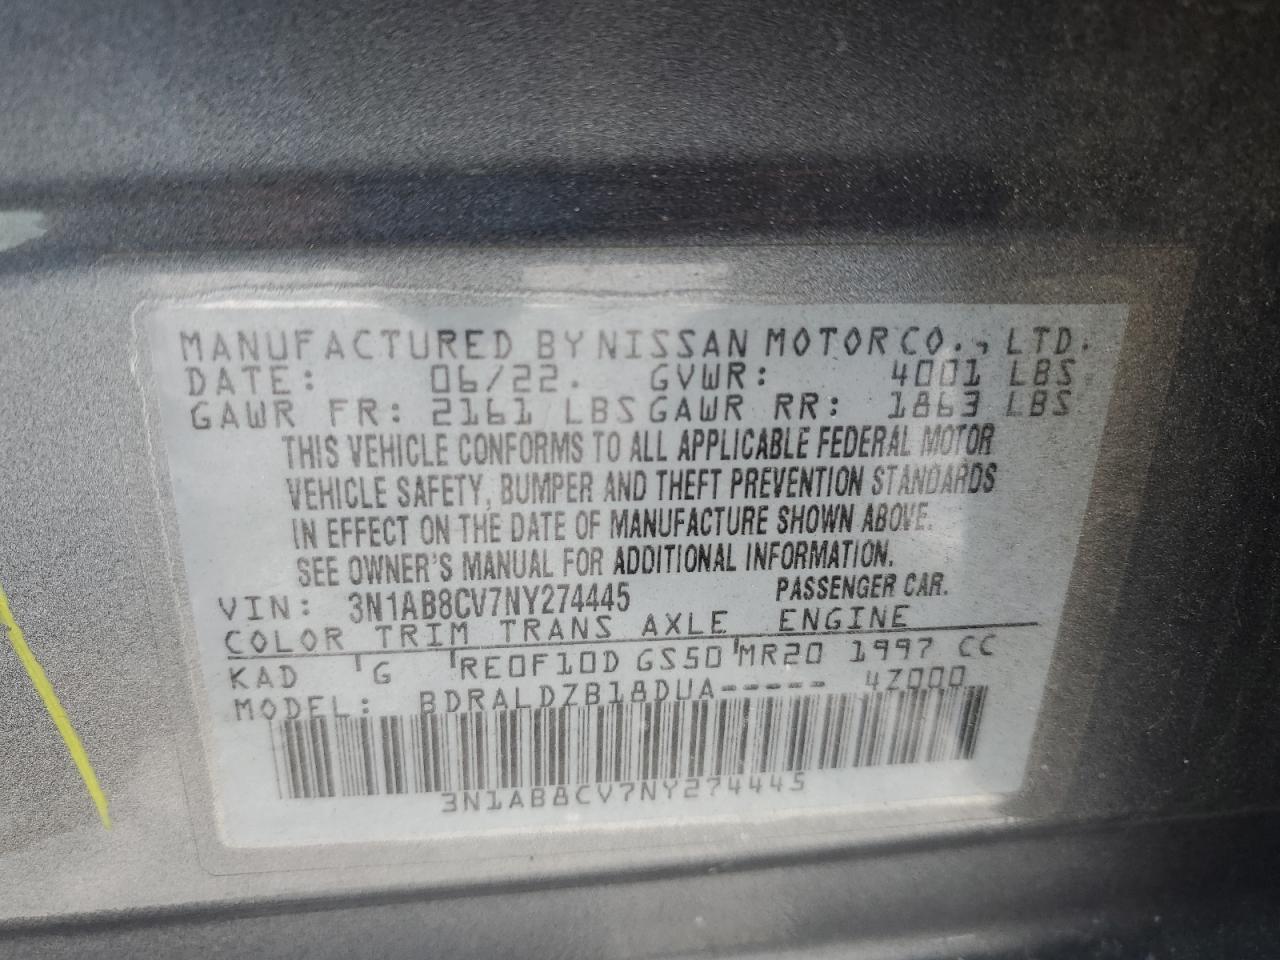 MANUFACTURED BY NISSAN MOTOR CO., LTD.
DATE: 06/22. GVWR: 4001 LBS
GAWR FR: 2161 LBS GAWR RR: 1863 LBS
THIS VEHICLE CONFORMS TO ALL APPLICABLE FEDERAL MOTOR
VEHICLE SAFETY, BUMPER AND THEFT PREVENTION STANDARDS
IN EFFECT ON THE DATE OF MANUFACTURE SHOWN ABOVE.
SEE OWNER'S MANUAL FOR ADDITIONAL INFORMATION.
VIN: 3N1AB8CV7NY274445 PASSENGER CAR.
COLOR TRIM TRANS AXLE ENGINE
KAD G RE0F10D GS50 MR20 1997 CC
MODEL: BDRALDZB18DUA----- 4Z000
3N1AB8CV7NY274445